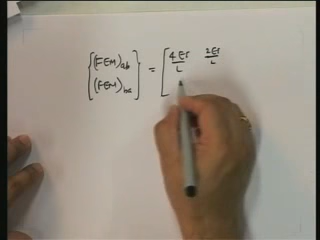 {(FEM)ab} = [4EI/L 2EI/L
{(FEM)ba}